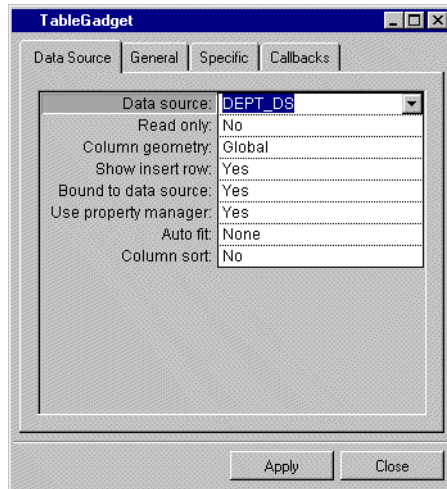 TableGadget
Data Source General Specific Callbacks
Data source: DEPT_DS
Read only: No
Column geometry: Global
Show insert row: Yes
Bound to data source: Yes
Use property manager: Yes
Auto fit: None
Column sort: No
Apply Close